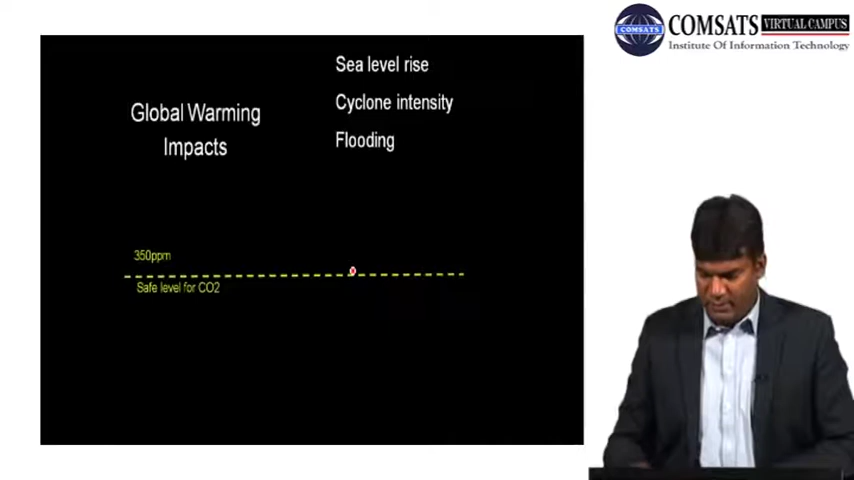 COMSATS VIRTUAL CAMPUS
COMSATS
Institute Of Information Technology
Sea level rise
Cyclone intensity
Global Warming
Impacts
Flooding
350ppm
Safe level for CO2